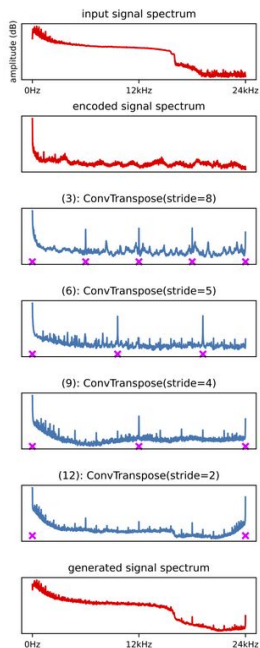 input signal spectrum
amplitude (dB)
0Hz 12kHz 24kHz
encoded signal spectrum
(3): ConvTranspose(stride=8)
(6): ConvTranspose(stride=5)
(9): ConvTranspose(stride=4)
(12): ConvTranspose(stride=2)
generated signal spectrum
0Hz 12kHz 24kHz